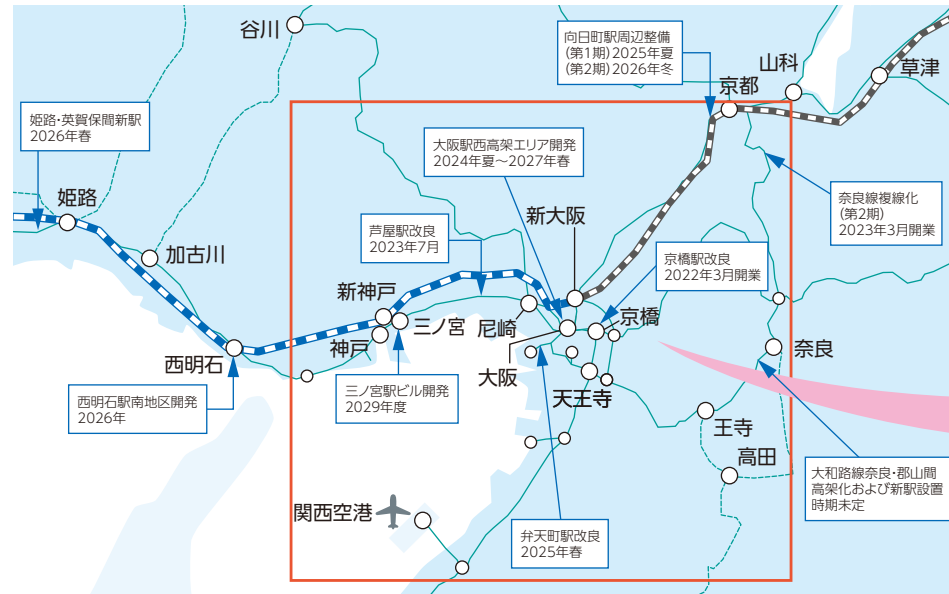 谷川
向日町駅周辺整備
(第1期)2025年夏
(第2期)2026年冬
山科
草津
京都
姫路・英賀保間新駅
2026年春
大阪駅西高架エリア開発
2024年夏～2027年春
姫路
奈良線複線化
(第2期)
2023年3月開業
新大阪
芦屋駅改良
2023年7月
加古川
京橋駅改良
2022年3月開業
新神戸
三ノ宮
尼崎
京橋
神戸
奈良
西明石
大阪
天王寺
西明石駅南地区開発
2026年
三ノ宮駅ビル開発
2029年度
王寺
高田
大和路線奈良・郡山間
高架化および新駅設置
時期未定
関西空港
弁天町駅改良
2025年春